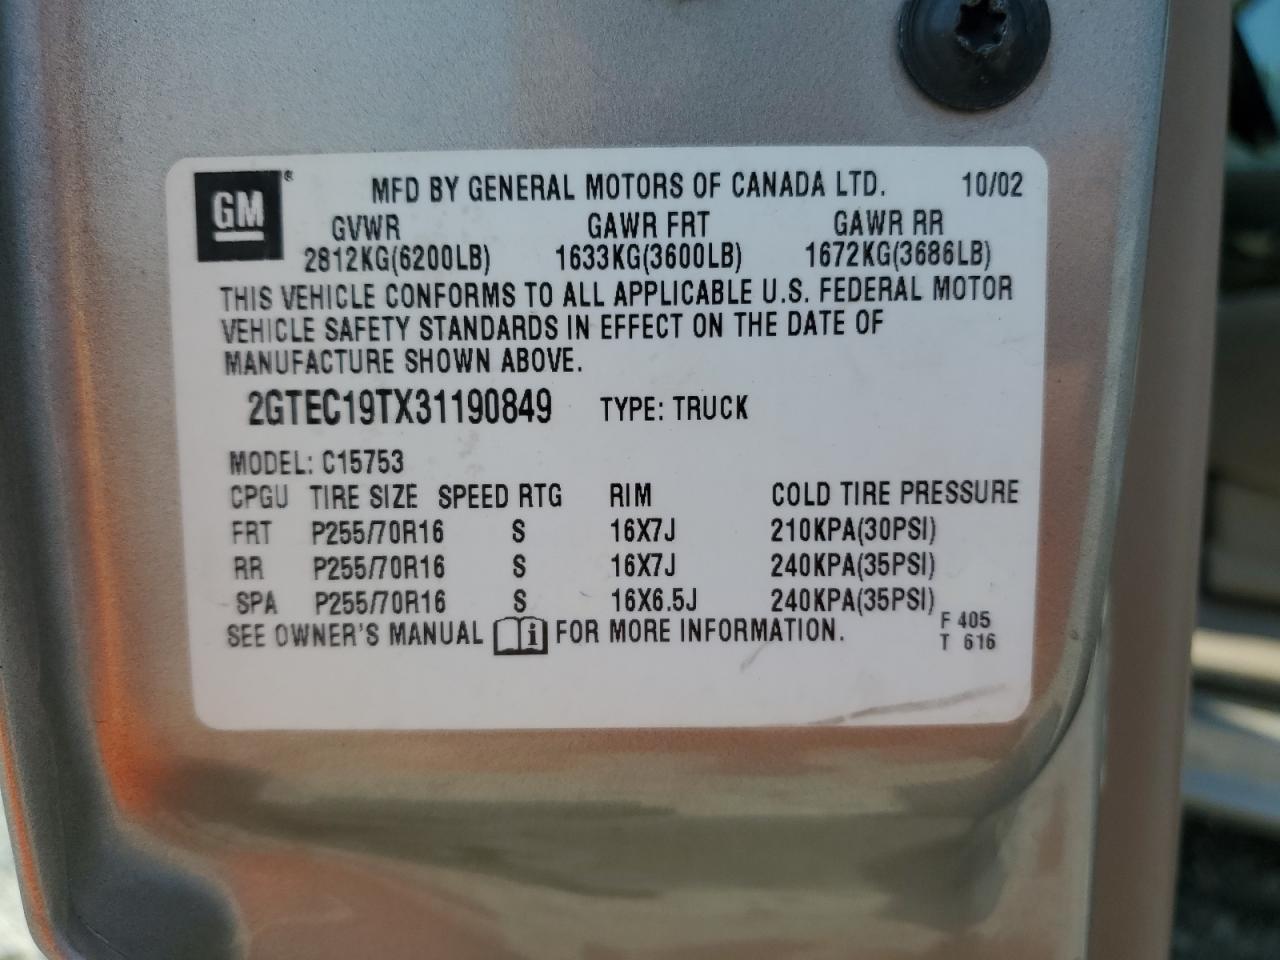 GM ® MFD BY GENERAL MOTORS OF CANADA LTD. 10/02
GVWR GAWR FRT GAWR RR
2812KG(6200LB) 1633KG(3600LB) 1672KG(3686LB)
THIS VEHICLE CONFORMS TO ALL APPLICABLE U.S. FEDERAL MOTOR
VEHICLE SAFETY STANDARDS IN EFFECT ON THE DATE OF
MANUFACTURE SHOWN ABOVE.
2GTEC19TX31190849 TYPE: TRUCK
MODEL: C15753
CPGU TIRE SIZE SPEED RTG RIM COLD TIRE PRESSURE
FRT P255/70R16 S 16X7J 210KPA(30PSI)
RR P255/70R16 S 16X7J 240KPA(35PSI)
SPA P255/70R16 S 16X6.5J 240KPA(35PSI)
SEE OWNER'S MANUAL i FOR MORE INFORMATION. F 405
T 616